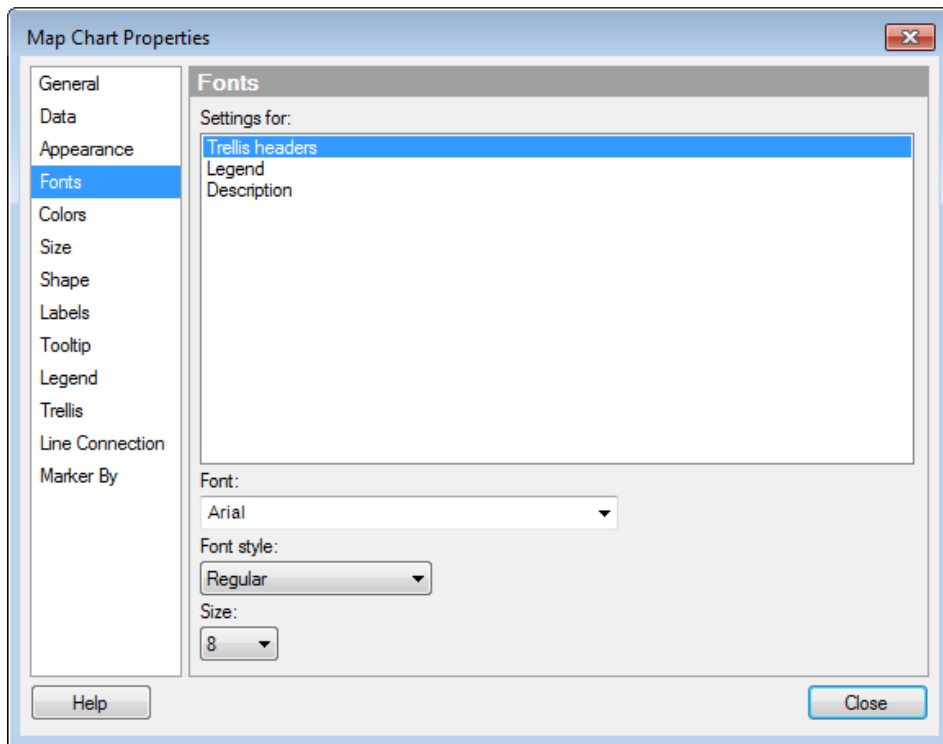 Map Chart Properties
General
Data
Appearance
Fonts
Colors
Size
Shape
Labels
Tooltip
Legend
Trellis
Line Connection
Marker By
Fonts
Settings for:
Trellis headers
Legend
Description
Font:
Arial
Font style:
Regular
Size:
8
Help
Close